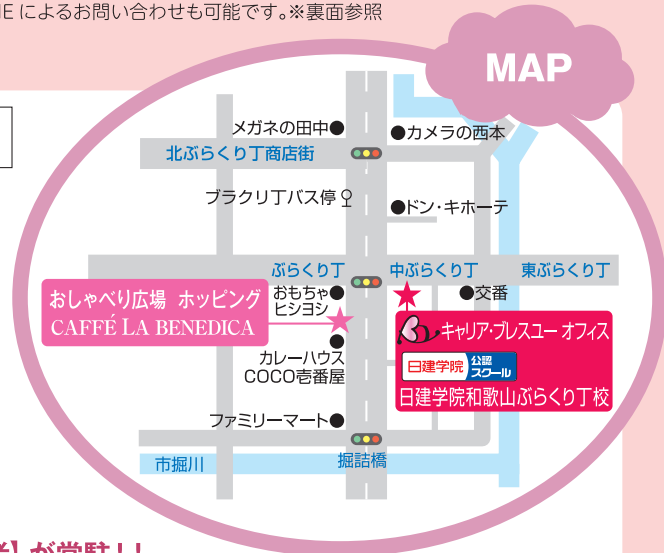 IE によるお問い合わせも可能です。※裏面参照
MAP
メガネの田中●
●カメラの西本
北ぶらくり丁商店街
ブラクリ丁バス停
●ドン・キホーテ
ぶらくり丁
中ぶらくり丁
東ぶらくり丁
おもちゃ●
ヒシヨシ
●交番
おしゃべり広場 ホッピング
CAFFÉ LA BENEDICA
キャリア・ブレスユー オフィス
カレーハウス
COCO壱番屋
日建学院 公認
スクール
日建学院和歌山ぶらくり丁校
ファミリーマート●
市堀川
掘詰橋
】が常駐!!